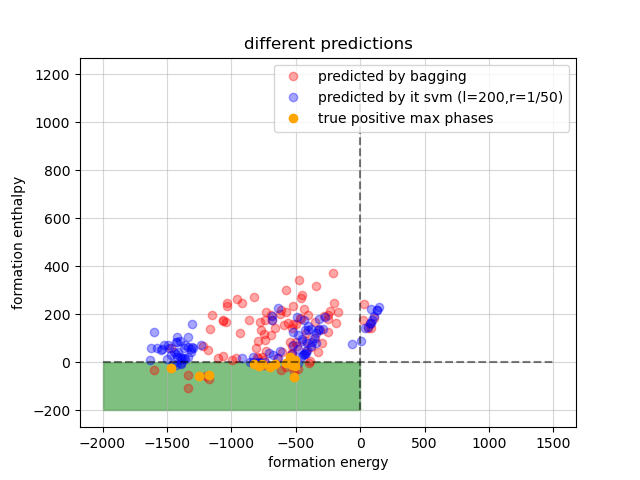 different predictions
predicted by bagging
predicted by it svm (l=200,r=1/50)
true positive max phases
1200
1000
800
600
400
200
0
−200
formation enthalpy
−2000 −1500 −1000 −500 0 500 1000 1500
formation energy